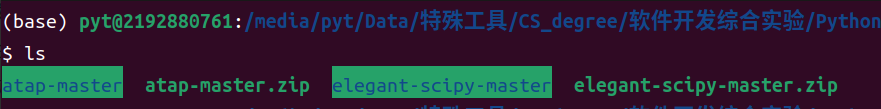 (base) pyt@2192880761:/media/pyt/Data/特殊工具/CS_degree/软件开发综合实验/Python
$ ls
atap-master atap-master.zip elegant-scipy-master elegant-scipy-master.zip